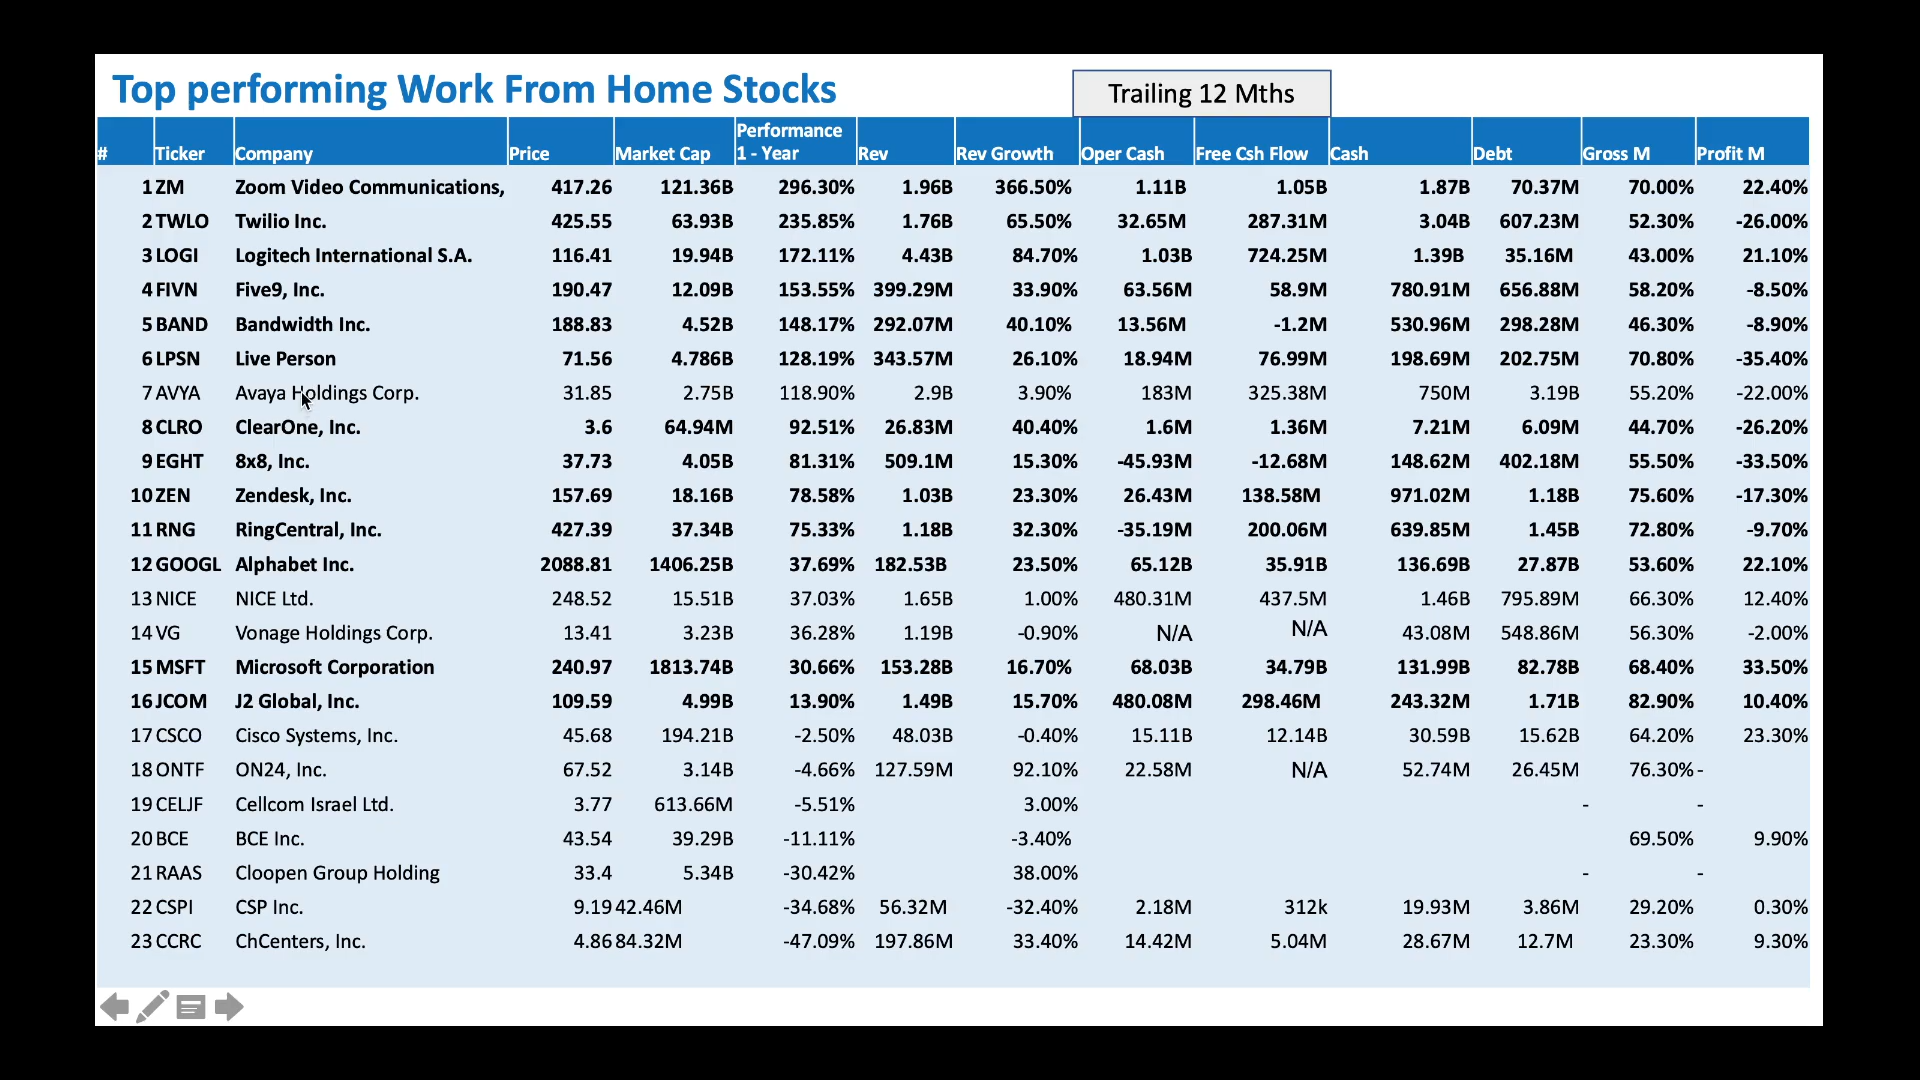 Top performing Work From Home Stocks
Trailing 12 Mths
# Ticker Company Price Market Cap Performance 1 - Year Rev Rev Growth Oper Cash Free Csh Flow Cash Debt Gross M Profit M
1 ZM Zoom Video Communications, 417.26 121.36B 296.30% 1.96B 366.50% 1.11B 1.05B 1.87B 70.37M 70.00% 22.40%
2 TWLO Twilio Inc. 425.55 63.93B 235.85% 1.76B 65.50% 32.65M 287.31M 3.04B 607.23M 52.30% -26.00%
3 LOGI Logitech International S.A. 116.41 19.94B 172.11% 4.43B 84.70% 1.03B 724.25M 1.39B 35.16M 43.00% 21.10%
4 FIVN Five9, Inc. 190.47 12.09B 153.55% 399.29M 33.90% 63.56M 58.9M 780.91M 656.88M 58.20% -8.50%
5 BAND Bandwidth Inc. 188.83 4.52B 148.17% 292.07M 40.10% 13.56M -1.2M 530.96M 298.28M 46.30% -8.90%
6 LPSN Live Person 71.56 4.786B 128.19% 343.57M 26.10% 18.94M 76.99M 198.69M 202.75M 70.80% -35.40%
7 AVYA Avaya Holdings Corp. 31.85 2.75B 118.90% 2.9B 3.90% 183M 325.38M 750M 3.19B 55.20% -22.00%
8 CLRO ClearOne, Inc. 3.6 64.94M 92.51% 26.83M 40.40% 1.6M 1.36M 7.21M 6.09M 44.70% -26.20%
9 EGHT 8x8, Inc. 37.73 4.05B 81.31% 509.1M 15.30% -45.93M -12.68M 148.62M 402.18M 55.50% -33.50%
10 ZEN Zendesk, Inc. 157.69 18.16B 78.58% 1.03B 23.30% 26.43M 138.58M 971.02M 1.18B 75.60% -17.30%
11 RNG RingCentral, Inc. 427.39 37.34B 75.33% 1.18B 32.30% -35.19M 200.06M 639.85M 1.45B 72.80% -9.70%
12 GOOGL Alphabet Inc. 2088.81 1406.25B 37.69% 182.53B 23.50% 65.12B 35.91B 136.69B 27.87B 53.60% 22.10%
13 NICE NICE Ltd. 248.52 15.51B 37.03% 1.65B 1.00% 480.31M 437.5M 1.46B 795.89M 66.30% 12.40%
14 VG Vonage Holdings Corp. 13.41 3.23B 36.28% 1.19B -0.90% N/A N/A 43.08M 548.86M 56.30% -2.00%
15 MSFT Microsoft Corporation 240.97 1813.74B 30.66% 153.28B 16.70% 68.03B 34.79B 131.99B 82.78B 68.40% 33.50%
16 JCOM J2 Global, Inc. 109.59 4.99B 13.90% 1.49B 15.70% 480.08M 298.46M 243.32M 1.71B 82.90% 10.40%
17 CSCO Cisco Systems, Inc. 45.68 194.21B -2.50% 48.03B -0.40% 15.11B 12.14B 30.59B 15.62B 64.20% 23.30%
18 ONTF ON24, Inc. 67.52 3.14B -4.66% 127.59M 92.10% 22.58M N/A 52.74M 26.45M 76.30% -
19 CELJF Cellcom Israel Ltd. 3.77 613.66M -5.51% 3.00% - -
20 BCE BCE Inc. 43.54 39.29B -11.11% -3.40% 69.50% 9.90%
21 RAAS Cloopen Group Holding 33.4 5.34B -30.42% 38.00% - -
22 CSPI CSP Inc. 9.19 42.46M -34.68% 56.32M -32.40% 2.18M 312k 19.93M 3.86M 29.20% 0.30%
23 CCRC ChCenters, Inc. 4.86 84.32M -47.09% 197.86M 33.40% 14.42M 5.04M 28.67M 12.7M 23.30% 9.30%